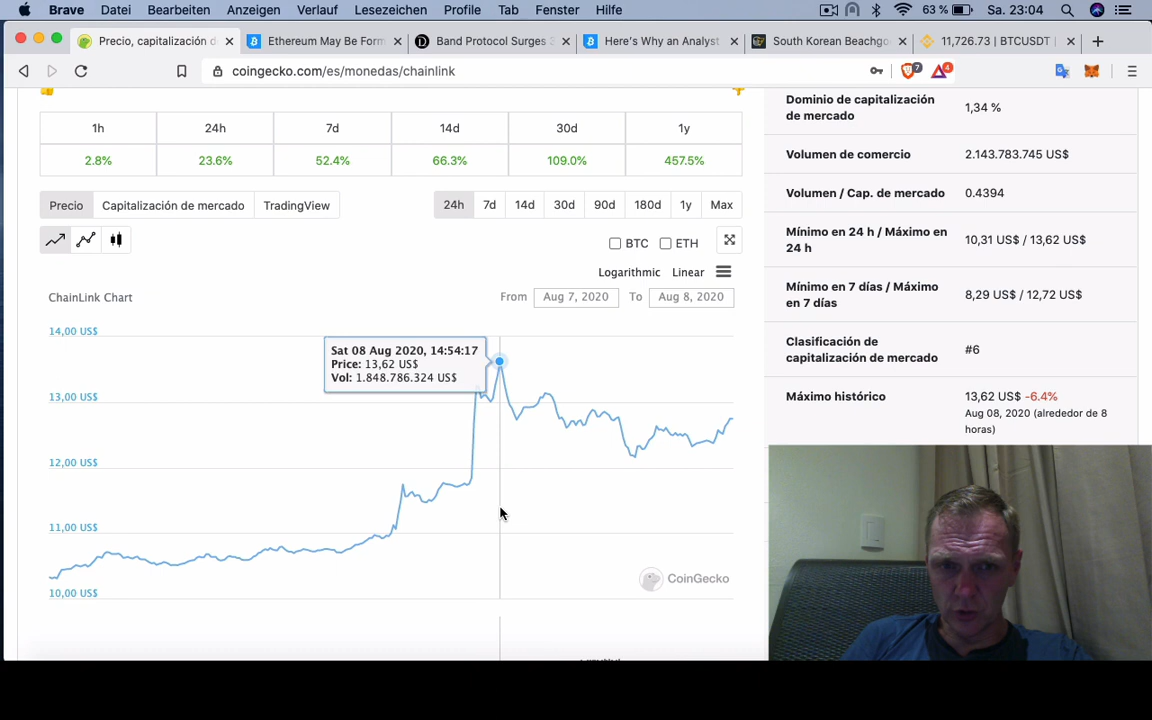 Brave Datei Bearbeiten Anzeigen Verlauf Lesezeichen Profile Tab Fenster Hilfe 63 % Sa. 23:04
Precio, capitalización d
Ethereum May Be Form
Band Protocol Surges
Here's Why an Analyst
South Korean Beachgo
11,726.73 | BTCUSDT |
coingecko.com/es/monedas/chainlink 7 4
1h 24h 7d 14d 30d 1y
2.8% 23.6% 52.4% 66.3% 109.0% 457.5%
Precio Capitalización de mercado TradingView
24h 7d 14d 30d 90d 180d 1y Max
BTC ETH
Logarithmic Linear
ChainLink Chart
From Aug 7, 2020 To Aug 8, 2020
14,00 US$
Sat 08 Aug 2020, 14:54:17
Price: 13,62 US$
Vol: 1.848.786.324 US$
13,00 US$
12,00 US$
11,00 US$
10,00 US$
CoinGecko
Dominio de capitalización
de mercado
1,34 %
Volumen de comercio
2.143.783.745 US$
Volumen / Cap. de mercado
0.4394
Mínimo en 24 h / Máximo en
24 h
10,31 US$ / 13,62 US$
Mínimo en 7 días / Máximo
en 7 días
8,29 US$ / 12,72 US$
Clasificación de
capitalización de mercado
#6
Máximo histórico
13,62 US$ -6.4%
Aug 08, 2020 (alrededor de 8
horas)